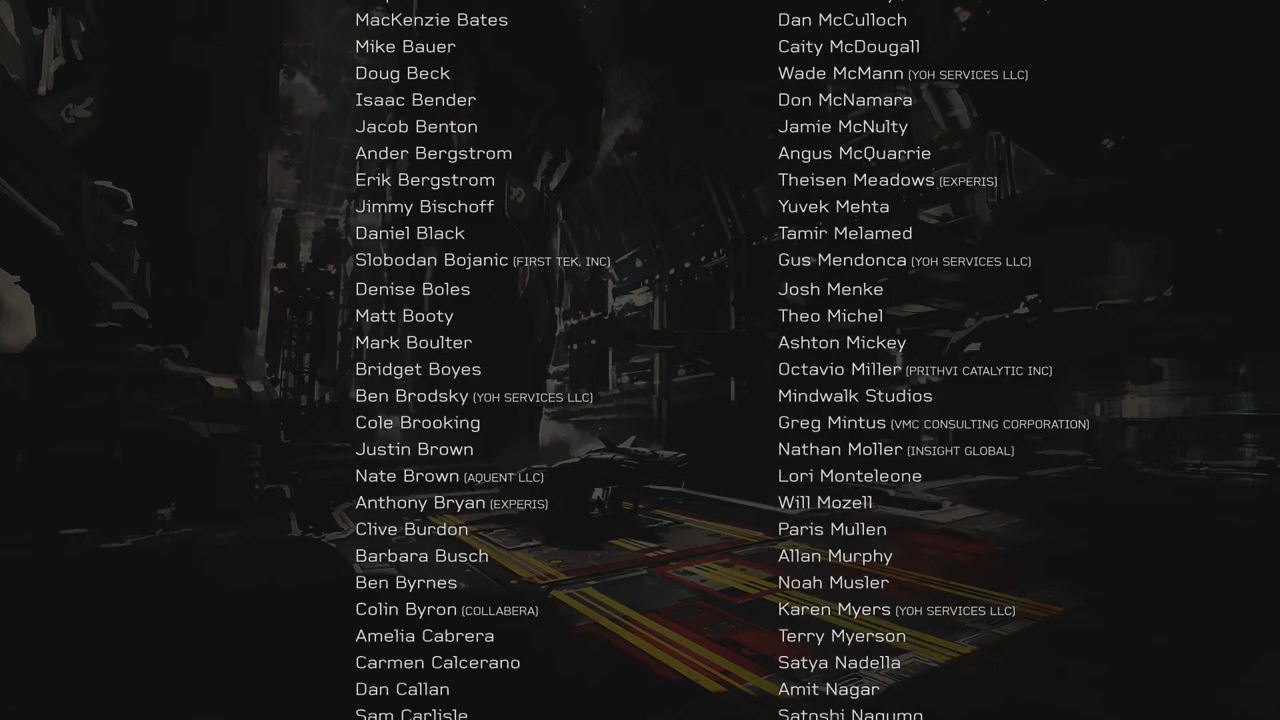 MacKenzie Bates
Mike Bauer
Doug Beck
Isaac Bender
Jacob Benton
Ander Bergstrom
Erik Bergstrom
Jimmy Bischoff
Daniel Black
Slobodan Bojanic (FIRST TEK, INC)
Denise Boles
Matt Booty
Mark Boulter
Bridget Boyes
Ben Brodsky (YOH SERVICES LLC)
Cole Brooking
Justin Brown
Nate Brown (AQUENT LLC)
Anthony Bryan (EXPERIS)
Clive Burdon
Barbara Busch
Ben Byrnes
Colin Byron (COLLABERA)
Amelia Cabrera
Carmen Calcerano
Dan Callan
Sam Carlisle
Dan McCulloch
Caity McDougall
Wade McMann (YOH SERVICES LLC)
Don McNamara
Jamie McNulty
Angus McQuarrie
Theisen Meadows (EXPERIS)
Yuvek Mehta
Tamir Melamed
Gus Mendonca (YOH SERVICES LLC)
Josh Menke
Theo Michel
Ashton Mickey
Octavio Miller (PRITHVI CATALYTIC INC)
Mindwalk Studios
Greg Mintus (VMC CONSULTING CORPORATION)
Nathan Moller (INSIGHT GLOBAL)
Lori Monteleone
Will Mozell
Paris Mullen
Allan Murphy
Noah Musler
Karen Myers (YOH SERVICES LLC)
Terry Myerson
Satya Nadella
Amit Nagar
Satoshi Nagumo